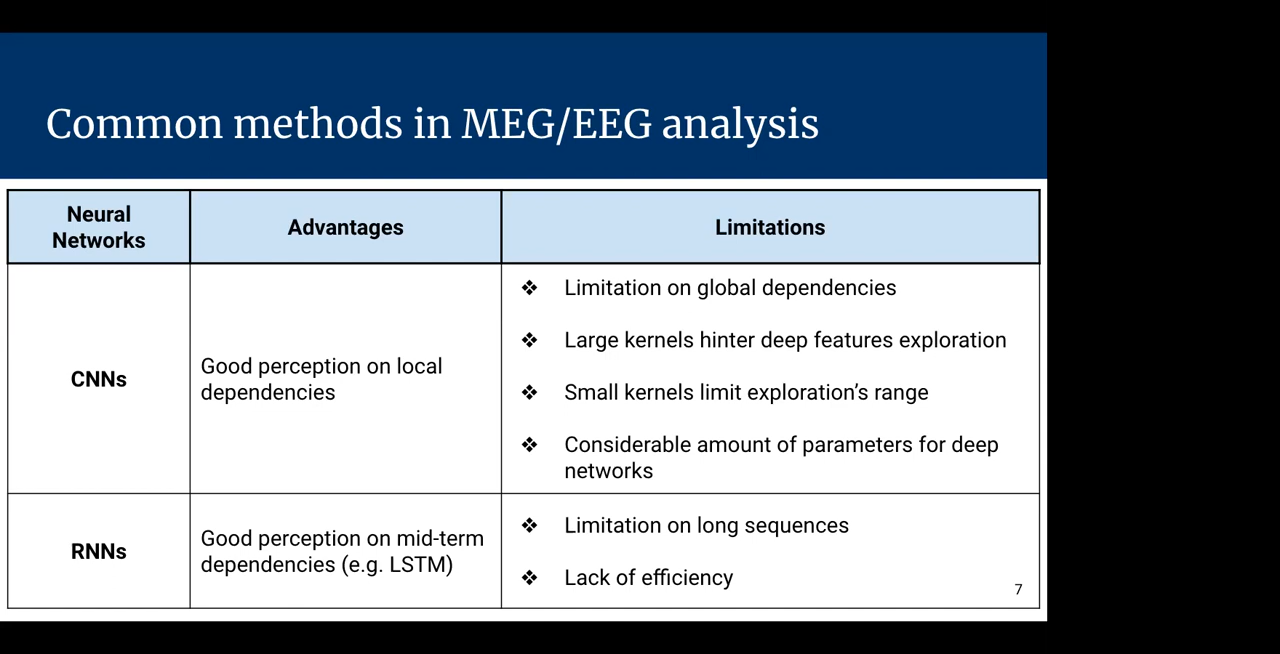 Common methods in MEG/EEG analysis
Neural
Networks
Advantages
Limitations
CNNs
Good perception on local
dependencies
❖ Limitation on global dependencies
❖ Large kernels hinter deep features exploration
❖ Small kernels limit exploration’s range
❖ Considerable amount of parameters for deep
networks
RNNs
Good perception on mid-term
dependencies (e.g. LSTM)
❖ Limitation on long sequences
❖ Lack of efficiency
7